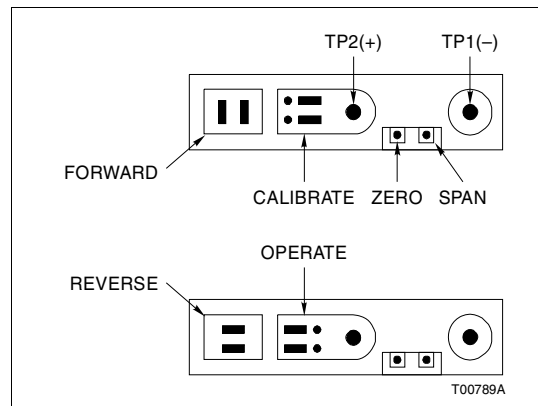 TP2(+) TP1(–)
FORWARD
CALIBRATE ZERO SPAN
OPERATE
REVERSE
T00789A